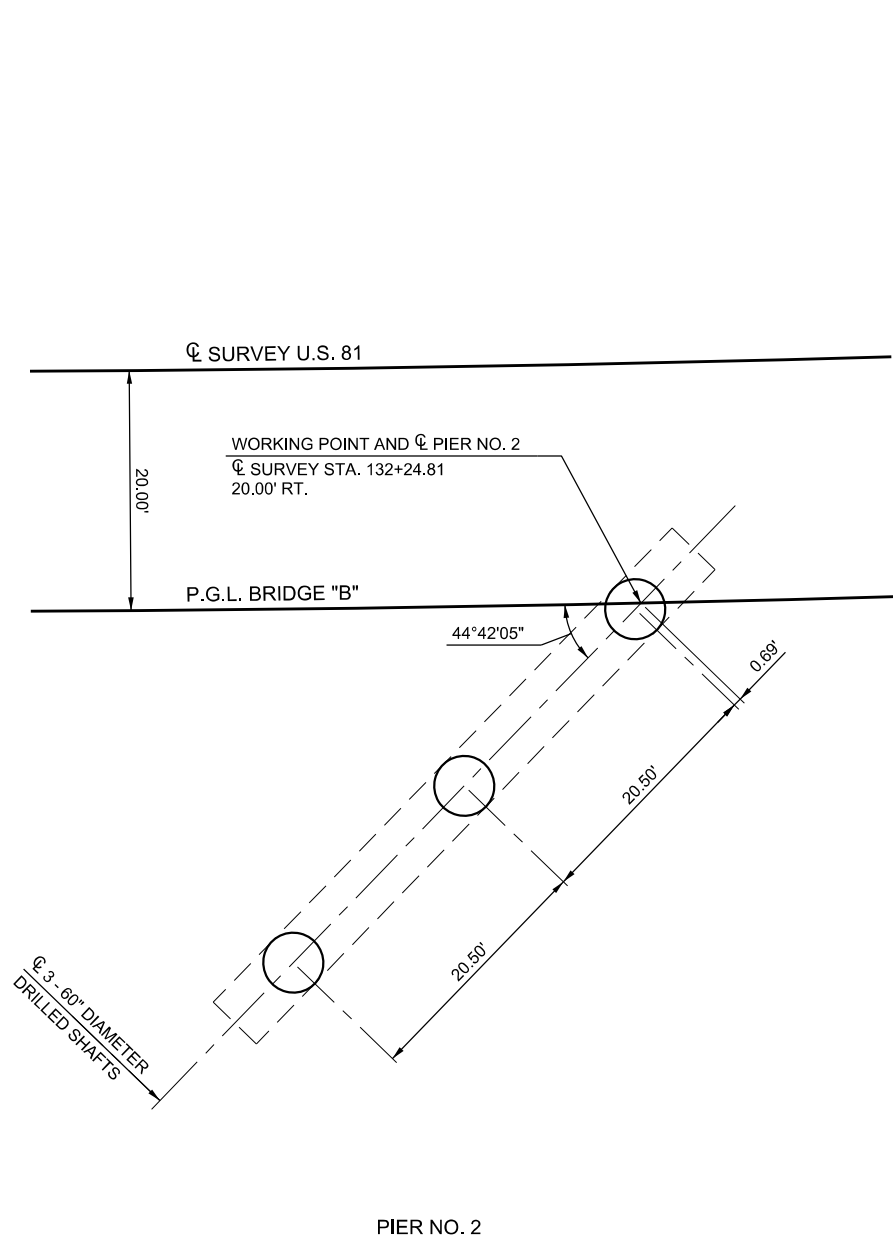 ℄ SURVEY U.S. 81
20.00'
WORKING POINT AND ℄ PIER NO. 2
℄ SURVEY STA. 132+24.81
20.00' RT.
P.G.L. BRIDGE "B"
44°42'05"
0.69'
20.50'
20.50'
℄ 3 - 60" DIAMETER
DRILLED SHAFTS
PIER NO. 2